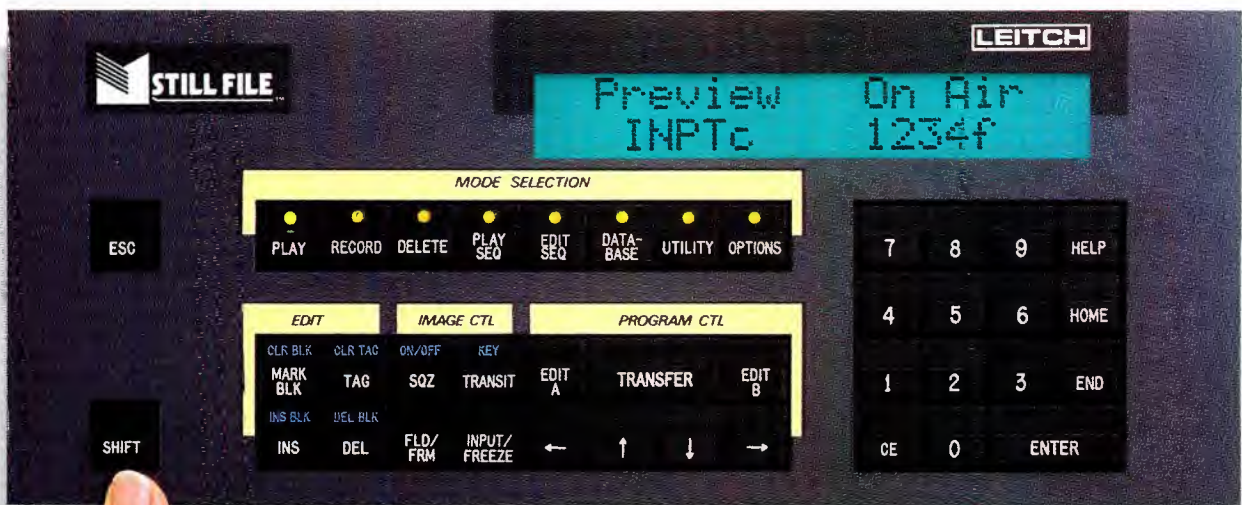 LEITCH
STILL FILE™
Preview On Air
INPTc 1234f
MODE SELECTION
PLAY RECORD DELETE PLAY SEQ EDIT SEQ DATA-BASE UTILITY OPTIONS
ESC
7 8 9 HELP
EDIT IMAGE CTL PROGRAM CTL
4 5 6 HOME
CLR BLK CLR TAG ON/OFF KEY
MARK BLK TAG SQZ TRANSIT EDIT A TRANSFER EDIT B
1 2 3 END
INS BLK DEL BLK
SHIFT
INS DEL FLD/FRM INPUT/FREEZE ← ↑ ↓ →
CE 0 ENTER